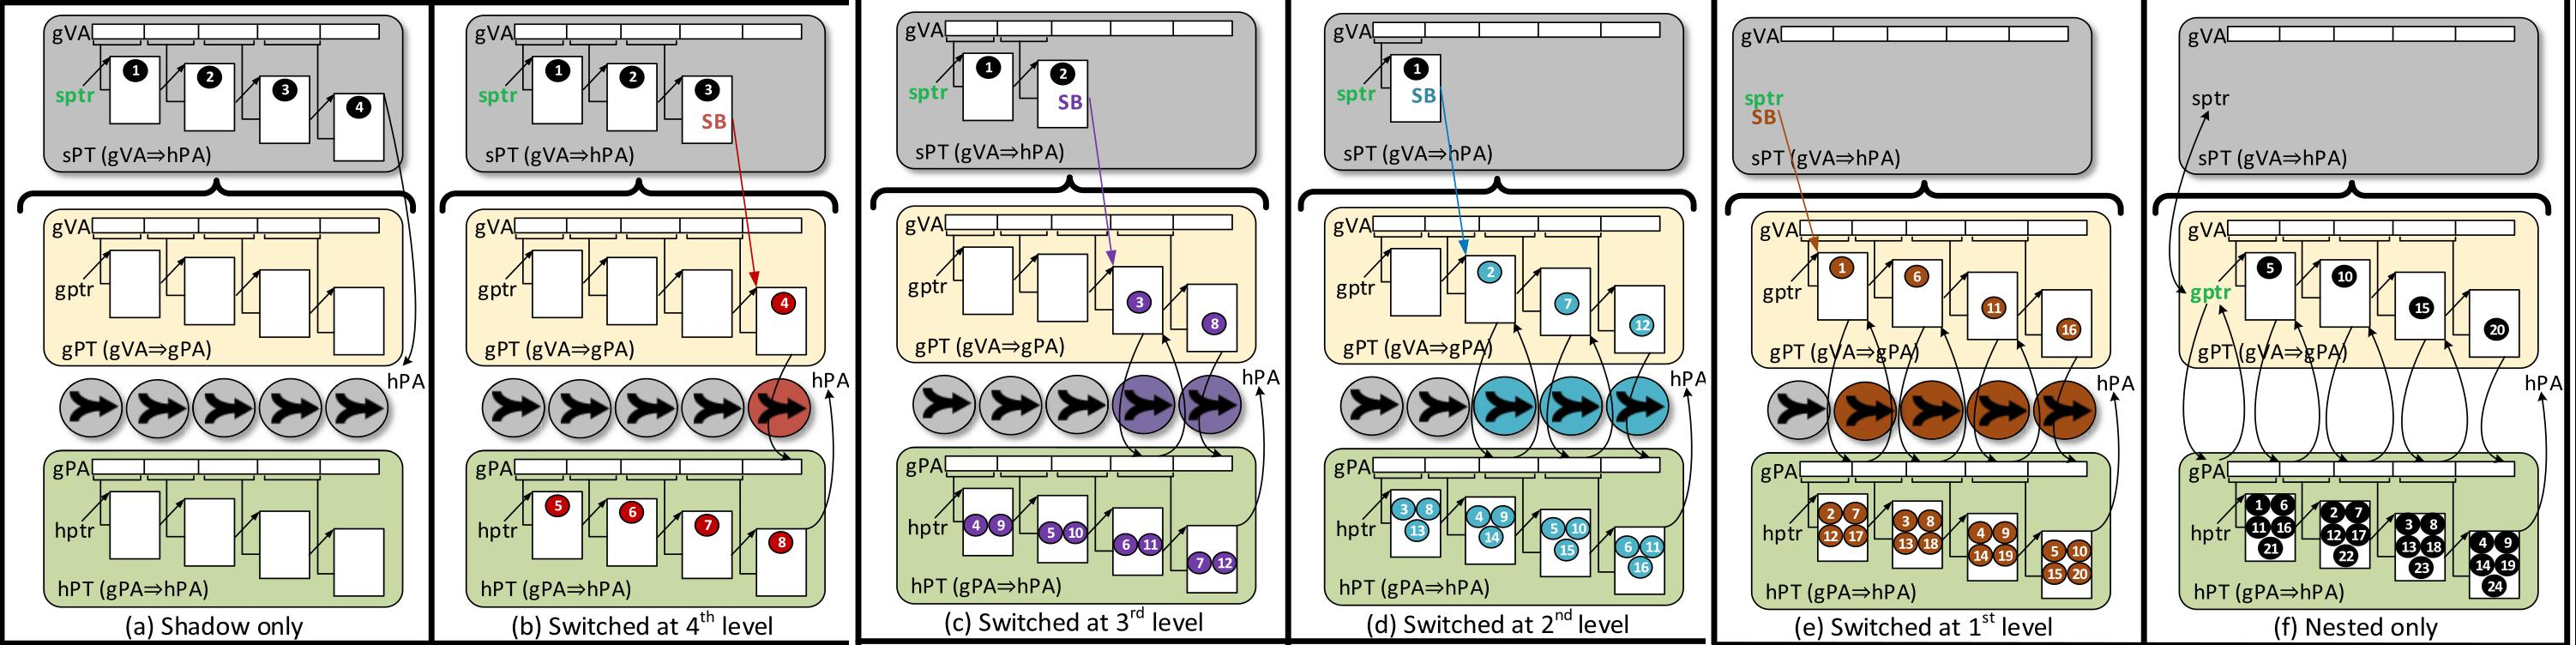 gVA
1
2
3
4
sptr
sPT (gVA⇒hPA)
gVA
gptr
gPT (gVA⇒gPA)
hPA
gPA
hptr
hPT (gPA⇒hPA)
(a) Shadow only
gVA
1
2
3
SB
sptr
sPT (gVA⇒hPA)
gVA
gptr
4
gPT (gVA⇒gPA)
hPA
gPA
5
6
7
8
hptr
hPT (gPA⇒hPA)
(b) Switched at 4th level
gVA
1
2
SB
sptr
sPT (gVA⇒hPA)
gVA
gptr
3
8
gPT (gVA⇒gPA)
hPA
gPA
hptr
4 9
5 10
6 11
7 12
hPT (gPA⇒hPA)
(c) Switched at 3rd level
gVA
1
SB
sptr
sPT (gVA⇒hPA)
gVA
gptr
2
7
12
gPT (gVA⇒gPA)
hPA
gPA
hptr
3 8
13
4 9
14
5 10
15
6 11
16
hPT (gPA⇒hPA)
(d) Switched at 2nd level
gVA
sptr
SB
sPT (gVA⇒hPA)
gVA
gptr
1
6
11
16
gPT (gVA⇒gPA)
hPA
gPA
hptr
2 7
12 17
3 8
13 18
4 9
14 19
5 10
15 20
hPT (gPA⇒hPA)
(e) Switched at 1st level
gVA
sptr
sPT (gVA⇒hPA)
gVA
gptr
5
10
15
20
gPT (gVA⇒gPA)
hPA
gPA
hptr
1 6
11 16
21
2 7
12 17
22
3 8
13 18
23
4 9
14 19
24
hPT (gPA⇒hPA)
(f) Nested only